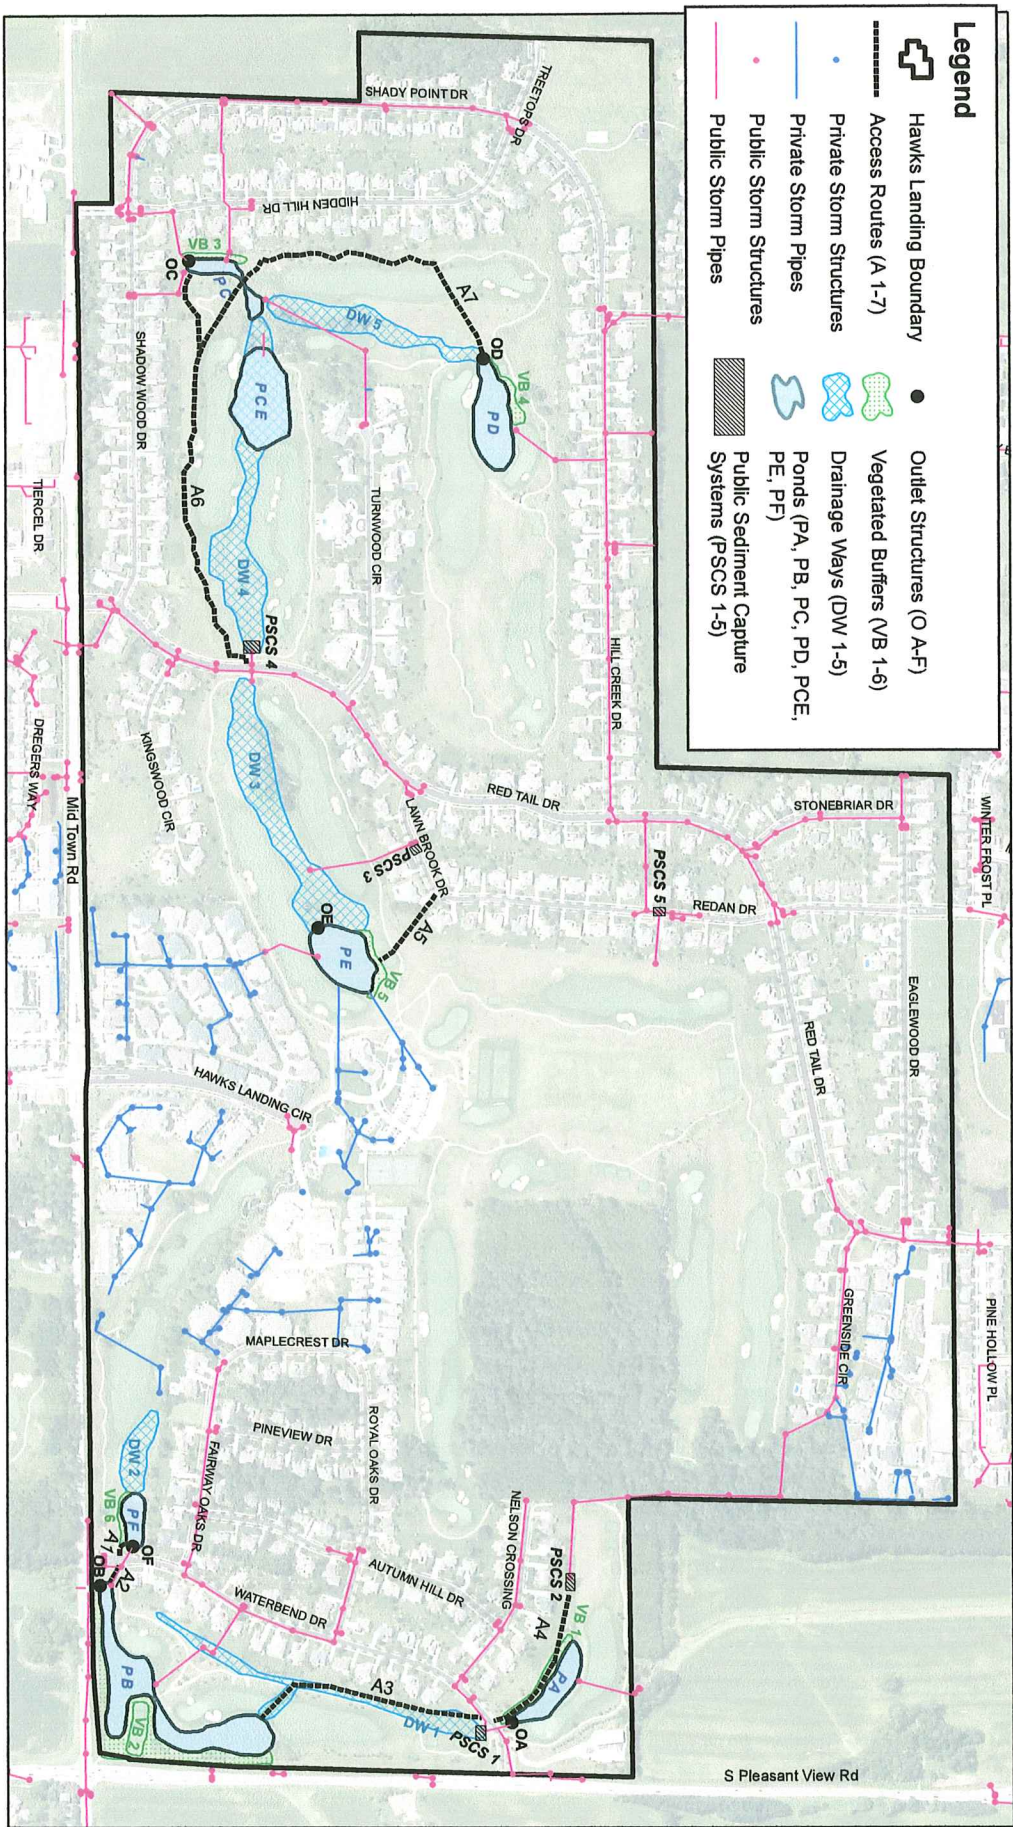 Legend
Hawks Landing Boundary
Access Routes (A 1-7)
Private Storm Structures
Private Storm Pipes
Public Storm Structures
Public Storm Pipes
Outlet Structures (O A-F)
Vegetated Buffers (VB 1-6)
Drainage Ways (DW 1-5)
Ponds (PA, PB, PC, PD, PCE,
PE, PF)
Public Sediment Capture
Systems (PSCS 1-5)
TREETOPS DR
SHADY POINT DR
HIDDEN HILL DR
VB 3
OC
PC
A7
DW 5
OD
VB 4
PD
PCE
SHADOW WOOD DR
A6
TURNWOOD CIR
TIERCEL DR
DW 4
PSCS 4
HILL CREEK DR
DREGERS WAY
KINGSWOOD CIR
DW 3
Mid Town Rd
RED TAIL DR
LAWN BROOK DR
PSCS 3
STONEBRIAR DR
WINTER FROST PL
PSCS 5
REDAN DR
A5
OE
PE
VB 5
EAGLEWOOD DR
RED TAIL DR
HAWKS LANDING CIR
MAPLECREST DR
GREENSIDE CIR
PINE HOLLOW PL
PINEVIEW DR
ROYAL OAKS DR
FAIRWAY OAKS DR
DW 2
VB 6
PF
OF
A1
A2
OB
NELSON CROSSING
AUTUMN HILL DR
WATERBEND DR
PSCS 2
VB 1
A4
PA
OA
A3
DW 1
PSCS 1
PB
VB 2
S Pleasant View Rd